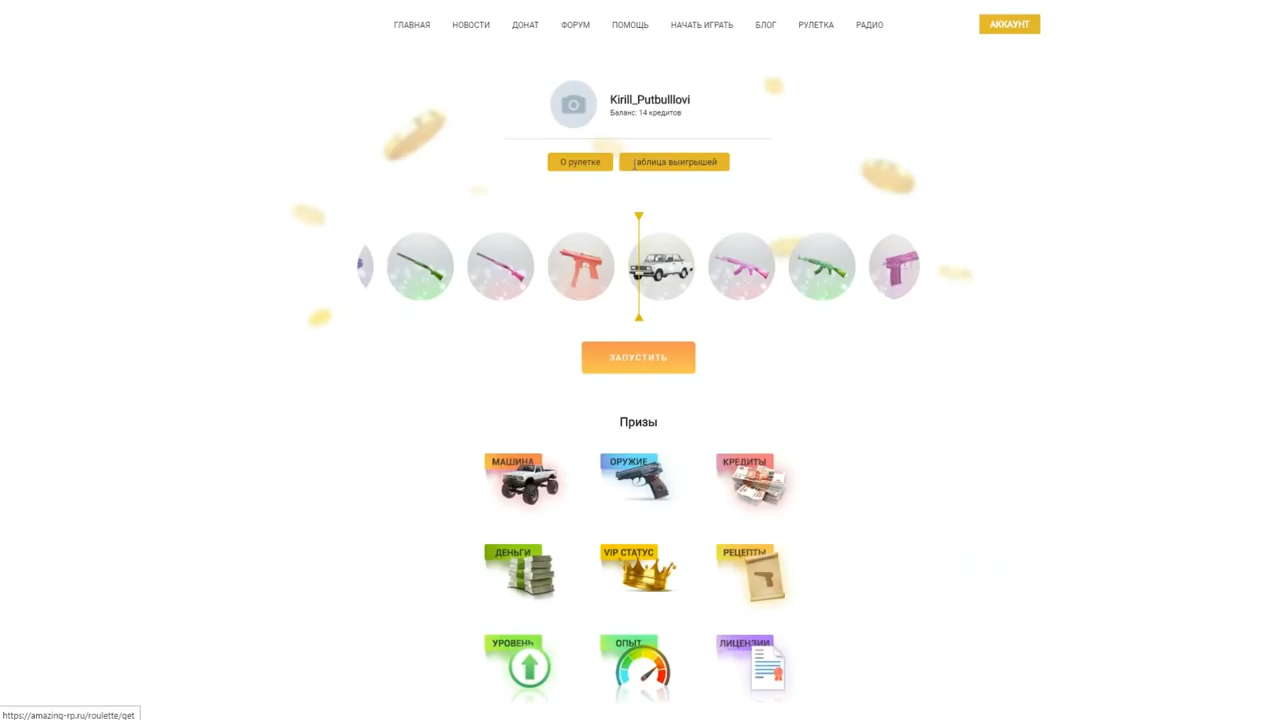 ГЛАВНАЯ НОВОСТИ ДОНАТ ФОРУМ ПОМОЩЬ НАЧАТЬ ИГРАТЬ БЛОГ РУЛЕТКА РАДИО АККАУНТ
Kirill_Putbulllovi
Баланс: 14 кредитов
О рулетке аблица выигрышей
ЗАПУСТИТЬ
Призы
МАШИНА ОРУЖИЕ КРЕДИТЫ
ДЕНЬГИ VIP СТАТУС РЕЦЕПТЫ
УРОВЕНЬ ОПЫТ ЛИЦЕНЗИИ
https://amazing-rp.ru/roulette/get